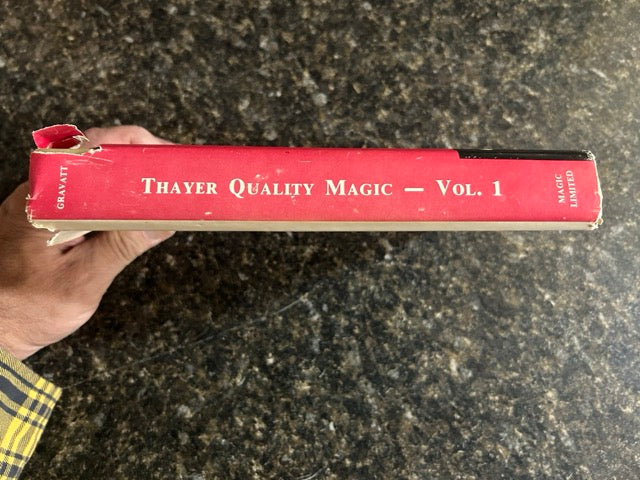 GRAVATT
THAYER QUALITY MAGIC — VOL. 1
MAGIC
LIMITED